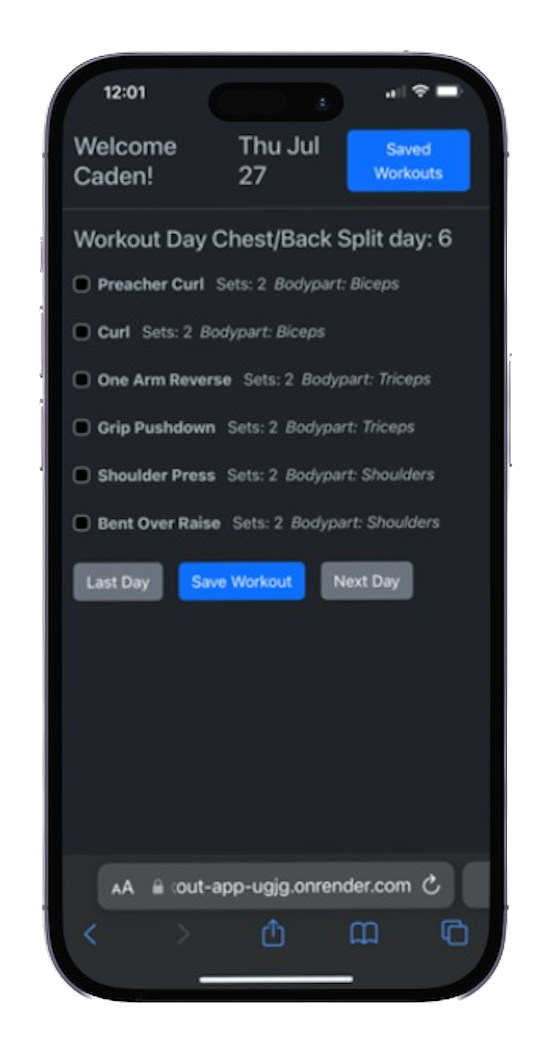 12:01
Welcome Caden!
Thu Jul 27
Saved Workouts
Workout Day Chest/Back Split day: 6
Preacher Curl Sets: 2 Bodypart: Biceps
Curl Sets: 2 Bodypart: Biceps
One Arm Reverse Sets: 2 Bodypart: Triceps
Grip Pushdown Sets: 2 Bodypart: Triceps
Shoulder Press Sets: 2 Bodypart: Shoulders
Bent Over Raise Sets: 2 Bodypart: Shoulders
Last Day Save Workout Next Day
AA out-app-ugjg.onrender.com